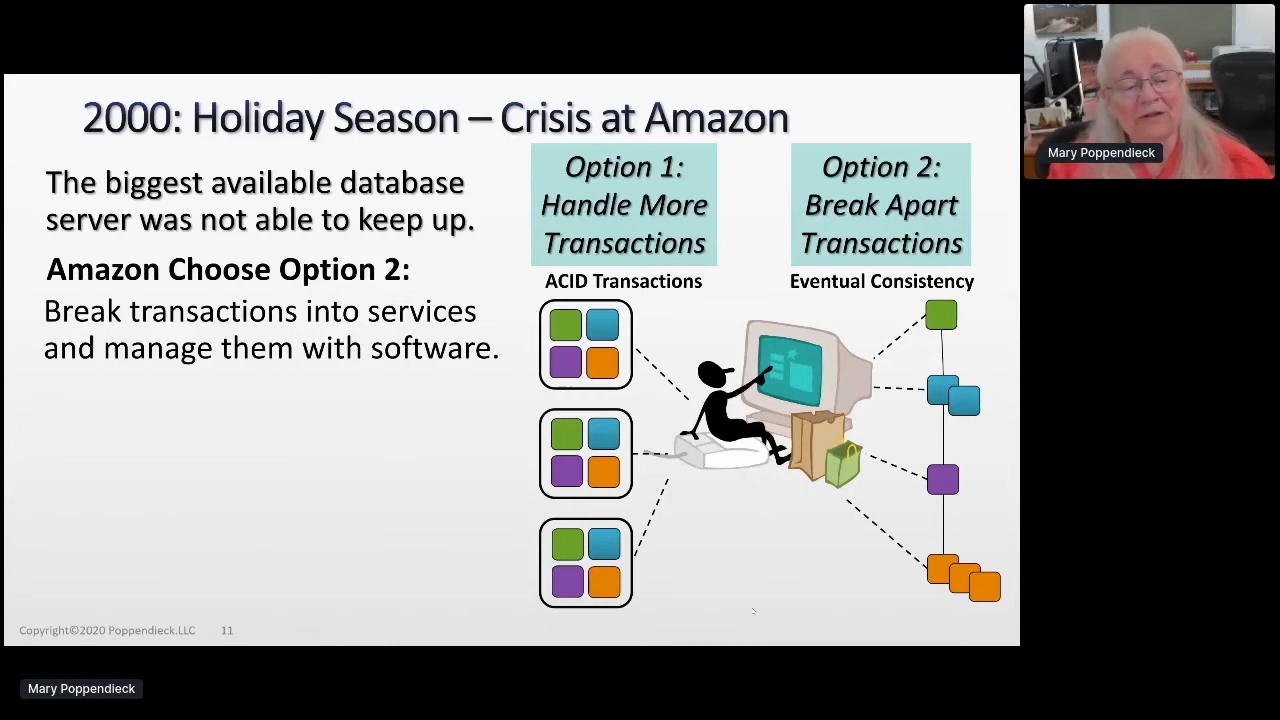 2000: Holiday Season – Crisis at Amazon
The biggest available database
server was not able to keep up.
Amazon Choose Option 2:
Break transactions into services
and manage them with software.
Option 1:
Handle More
Transactions
ACID Transactions
Option 2:
Break Apart
Transactions
Eventual Consistency
Copyright©2020 Poppendieck.LLC 11
Mary Poppendieck
Mary Poppendieck